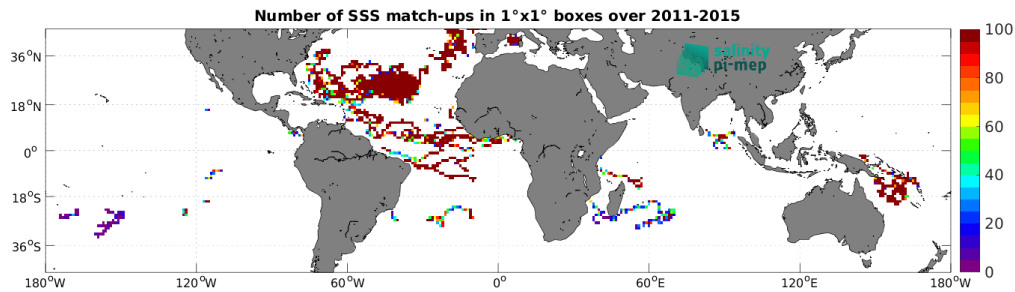 Number of SSS match-ups in 1°x1° boxes over 2011-2015
salinity
pi-mep
36°N
18°N
0°
18°S
36°S
180°W
120°W
60°W
0°
60°E
120°E
180°W
100
80
60
40
20
0